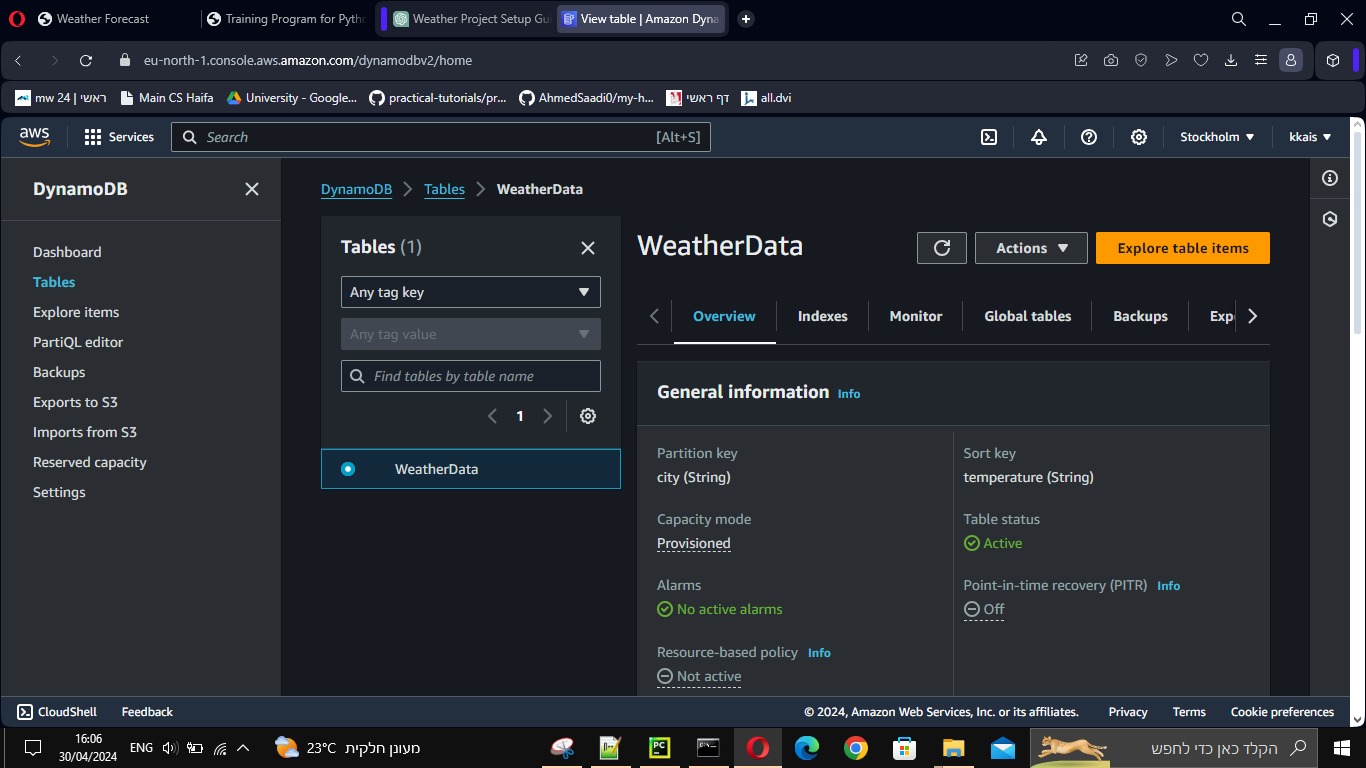 Weather Forecast
Training Program for Pyth
Weather Project Setup Gu
View table | Amazon Dyna
eu-north-1.console.aws.amazon.com/dynamodbv2/home
mw 24 | ראשי
Main CS Haifa
University - Google...
practical-tutorials/pr...
AhmedSaadi0/my-h...
דף ראשי
all.dvi
aws
Services
Search
[Alt+S]
Stockholm
kkais
DynamoDB
Dashboard
Tables
Explore items
PartiQL editor
Backups
Exports to S3
Imports from S3
Reserved capacity
Settings
DynamoDB
Tables
WeatherData
Tables (1)
Any tag key
Any tag value
Find tables by table name
1
WeatherData
WeatherData
Actions
Explore table items
Overview
Indexes
Monitor
Global tables
Backups
Exp
General information Info
Partition key
city (String)
Sort key
temperature (String)
Capacity mode
Provisioned
Table status
Active
Alarms
No active alarms
Point-in-time recovery (PITR) Info
Off
Resource-based policy Info
Not active
CloudShell
Feedback
© 2024, Amazon Web Services, Inc. or its affiliates.
Privacy
Terms
Cookie preferences
16:06
30/04/2024
ENG
23°C מעונן חלקית
PC
הקלד כאן כדי לחפש